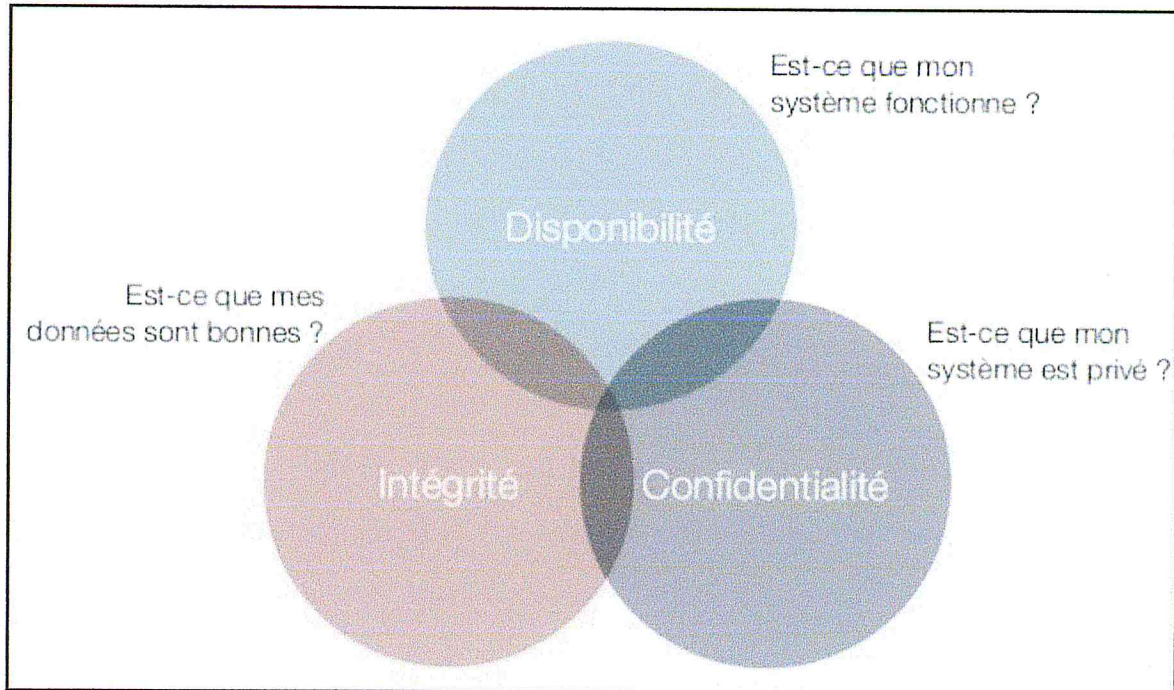 Est-ce que mon
système fonctionne ?
Disponibilité
Est-ce que mes
données sont bonnes ?
Est-ce que mon
système est privé ?
Intégrité
Confidentialité